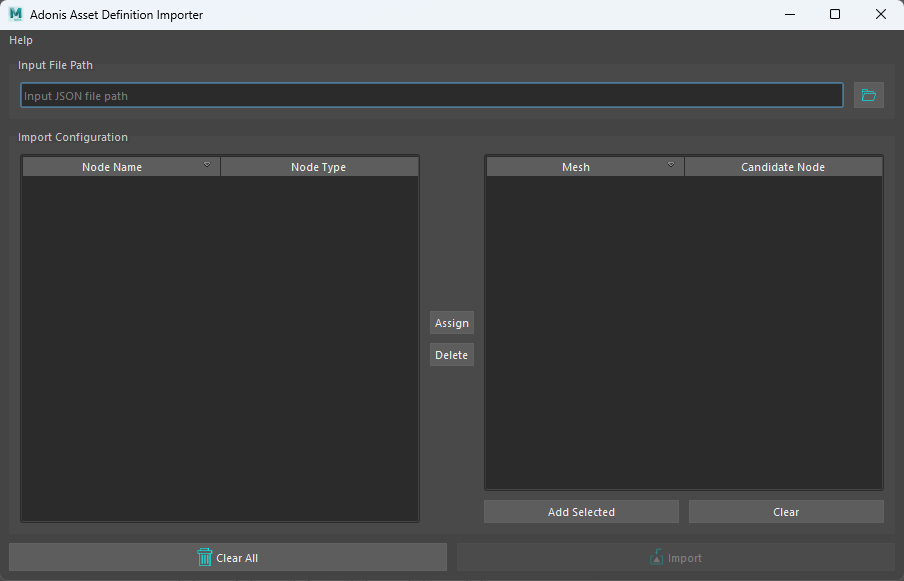 Adonis Asset Definition Importer
Help
Input File Path
Input JSON file path
Import Configuration
Node Name Node Type
Mesh Candidate Node
Assign
Delete
Add Selected Clear
Clear All Import